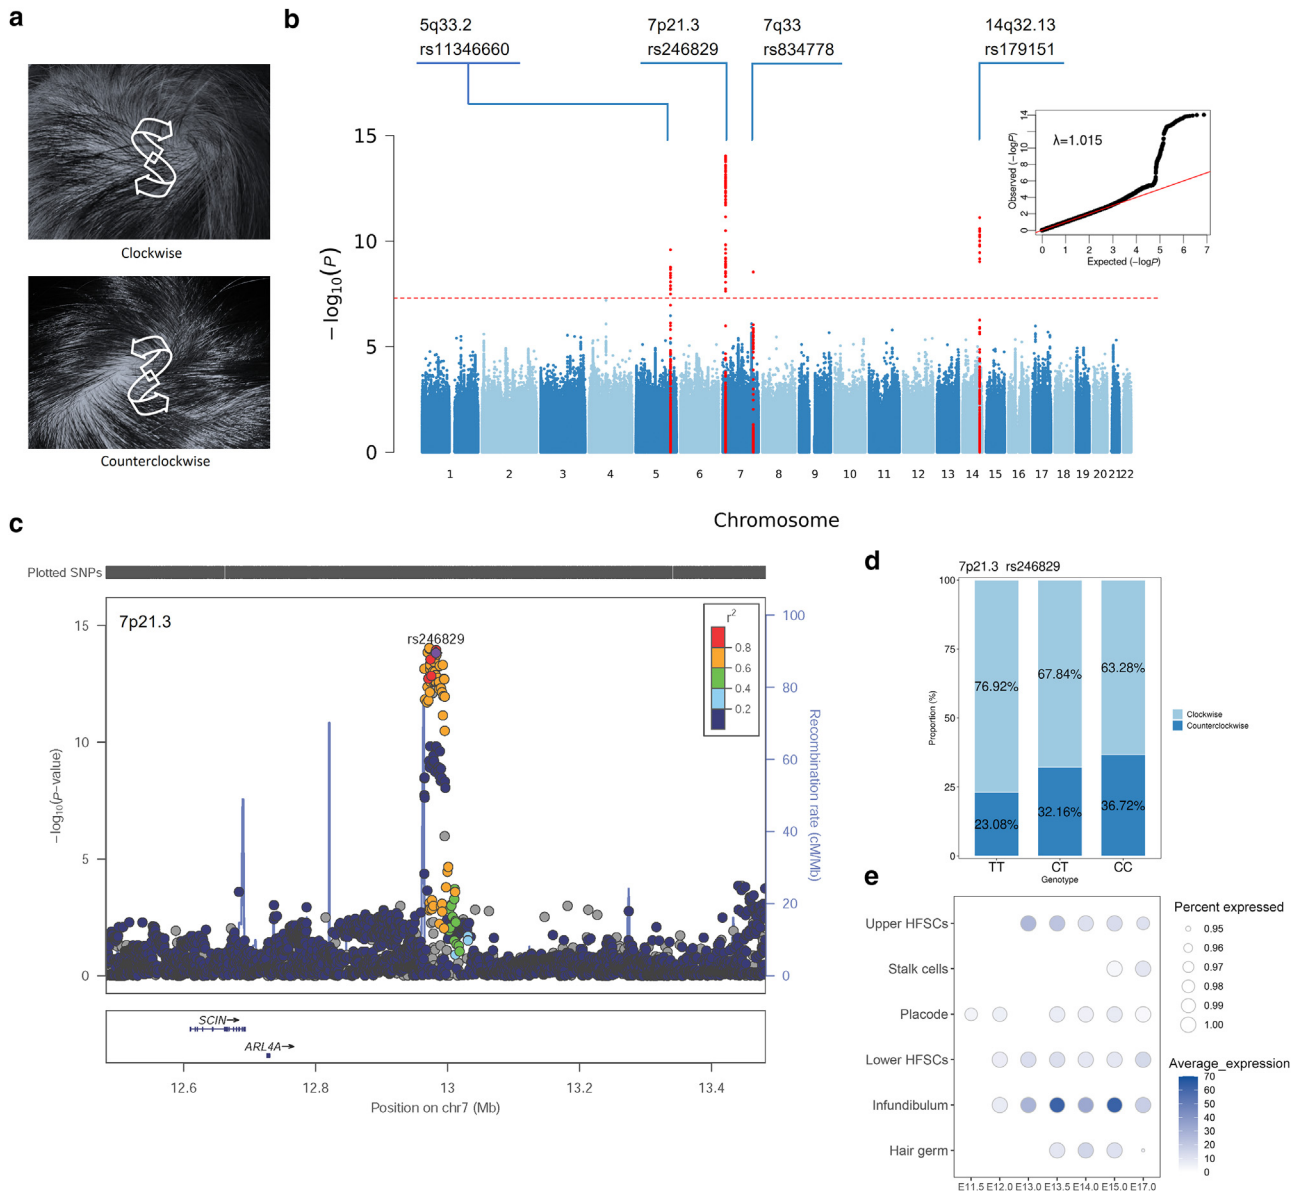 a
Clockwise
Counterclockwise
b
5q33.2
rs11346660
7p21.3
rs246829
7q33
rs834778
14q32.13
rs179151
15
10
5
0
−log10(P)
1 2 3 4 5 6 7 8 9 10 11 12 13 14 15 16 17 18 19 20 21 22
Chromosome
λ=1.015
Observed (−logP)
14
10
8
6
4
2
0
0 1 2 3 4 5 6 7
Expected (−logP)
c
Plotted SNPs
7p21.3
rs246829
r2
0.8
0.6
0.4
0.2
15
10
5
0
−log10(P−value)
100
80
60
40
20
0
Recombination rate (cM/Mb)
SCIN→
ARL4A→
12.6 12.8 13 13.2 13.4
Position on chr7 (Mb)
d
7p21.3 rs246829
100
75
50
25
0
Proportion (%)
76.92% 67.84% 63.28%
23.08% 32.16% 36.72%
TT CT CC
Genotype
Clockwise
Counterclockwise
e
Upper HFSCs
Stalk cells
Placode
Lower HFSCs
Infundibulum
Hair germ
E11.5 E12.0 E13.0 E13.5 E14.0 E15.0 E17.0
Percent expressed
0.95
0.96
0.97
0.98
0.99
1.00
Average_expression
70
60
50
40
30
20
10
0